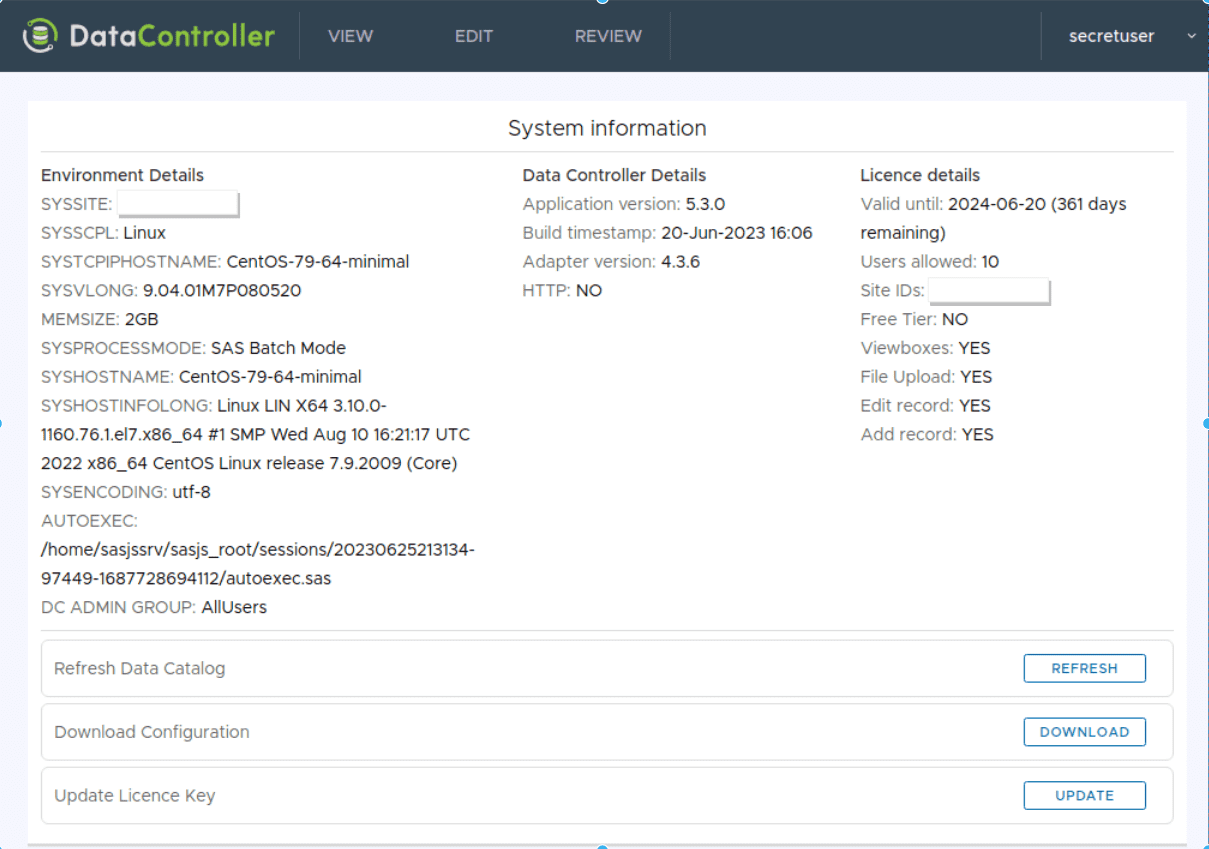 DataController VIEW EDIT REVIEW secretuser
System information
Environment Details
SYSSITE:
SYSSCPL: Linux
SYSTCPIPHOSTNAME: CentOS-79-64-minimal
SYSVLONG: 9.04.01M7P080520
MEMSIZE: 2GB
SYSPROCESSMODE: SAS Batch Mode
SYSHOSTNAME: CentOS-79-64-minimal
SYSHOSTINFOLONG: Linux LIN X64 3.10.0-
1160.76.1.el7.x86_64 #1 SMP Wed Aug 10 16:21:17 UTC
2022 x86_64 CentOS Linux release 7.9.2009 (Core)
SYSENCODING: utf-8
AUTOEXEC:
/home/sasjssrv/sasjs_root/sessions/20230625213134-
97449-1687728694112/autoexec.sas
DC ADMIN GROUP: AllUsers
Data Controller Details
Application version: 5.3.0
Build timestamp: 20-Jun-2023 16:06
Adapter version: 4.3.6
HTTP: NO
Licence details
Valid until: 2024-06-20 (361 days
remaining)
Users allowed: 10
Site IDs:
Free Tier: NO
Viewboxes: YES
File Upload: YES
Edit record: YES
Add record: YES
Refresh Data Catalog REFRESH
Download Configuration DOWNLOAD
Update Licence Key UPDATE